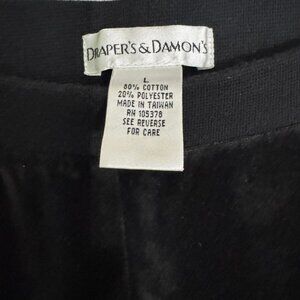 DRAPER'S & DAMON'S
L
80% COTTON
20% POLYESTER
MADE IN TAIWAN
RN 105378
SEE REVERSE
FOR CARE